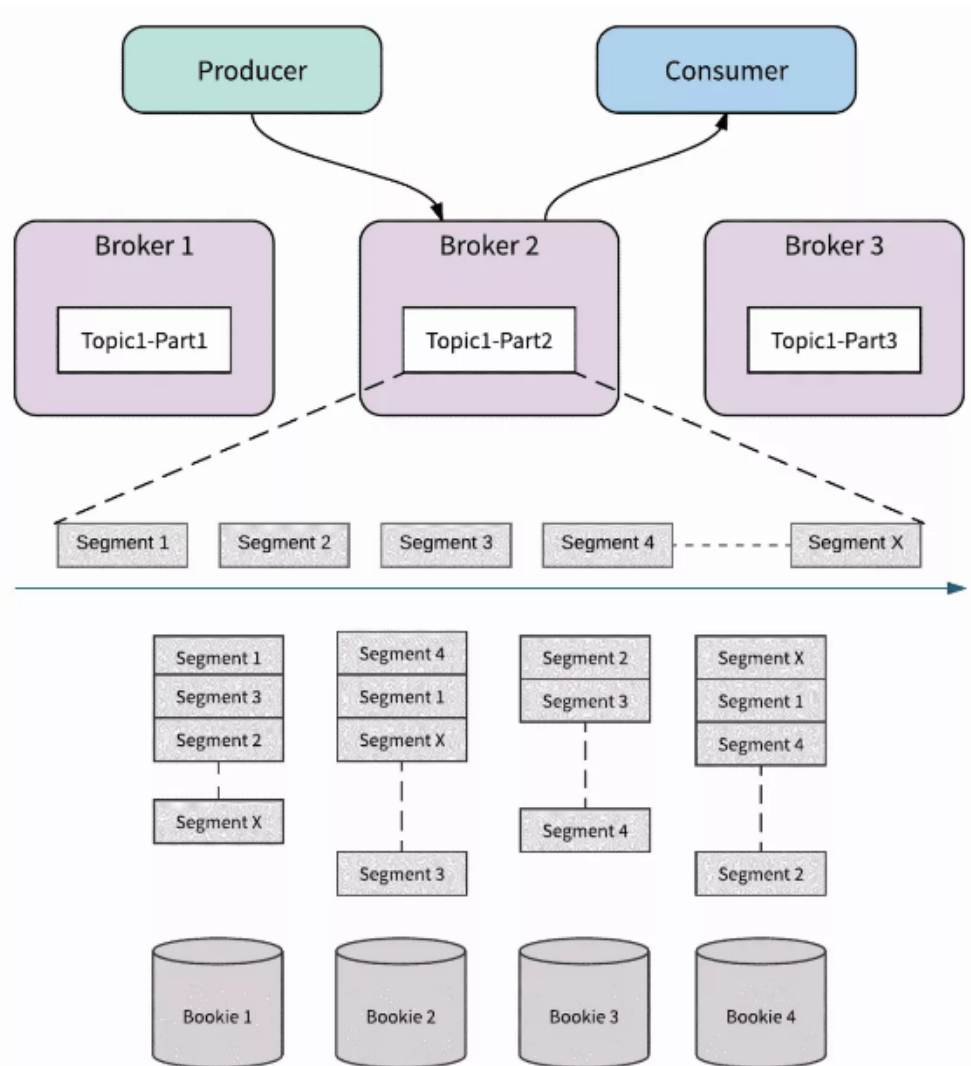 Producer
Consumer
Broker 1
Broker 2
Broker 3
Topic1-Part1
Topic1-Part2
Topic1-Part3
Segment 1
Segment 2
Segment 3
Segment 4
Segment X
Segment 1
Segment 3
Segment 2
Segment X
Segment 4
Segment 1
Segment X
Segment 3
Segment 2
Segment 3
Segment 4
Segment X
Segment 1
Segment 4
Segment 2
Bookie 1
Bookie 2
Bookie 3
Bookie 4